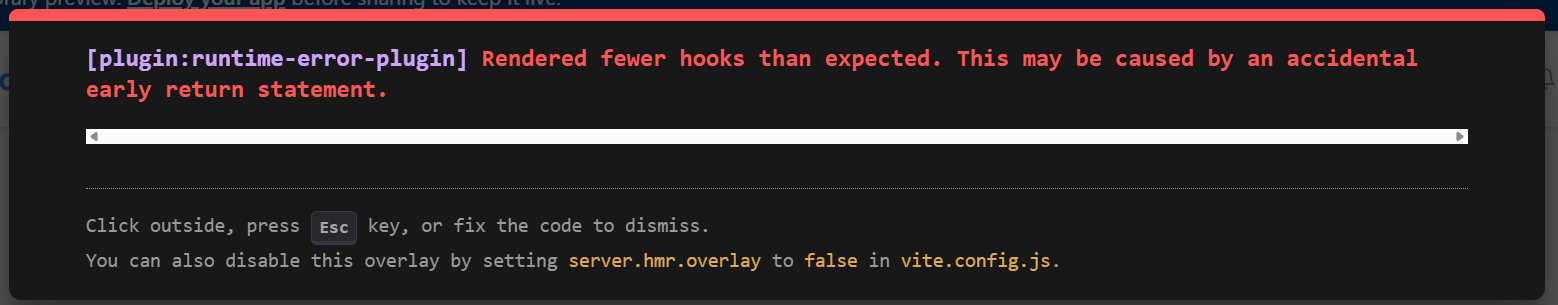 Deploy your app before sharing to keep it live.
[plugin:runtime-error-plugin] Rendered fewer hooks than expected. This may be caused by an accidental
early return statement.
Click outside, press Esc key, or fix the code to dismiss.
You can also disable this overlay by setting server.hmr.overlay to false in vite.config.js.